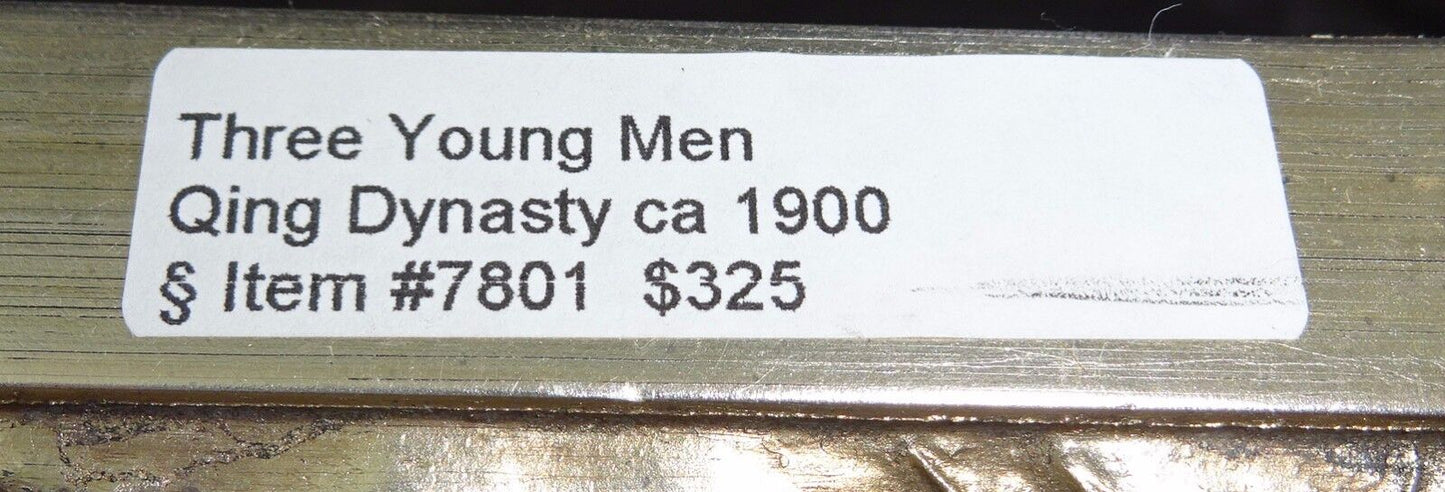 Three Young Men
Qing Dynasty ca 1900
§ Item #7801 $325